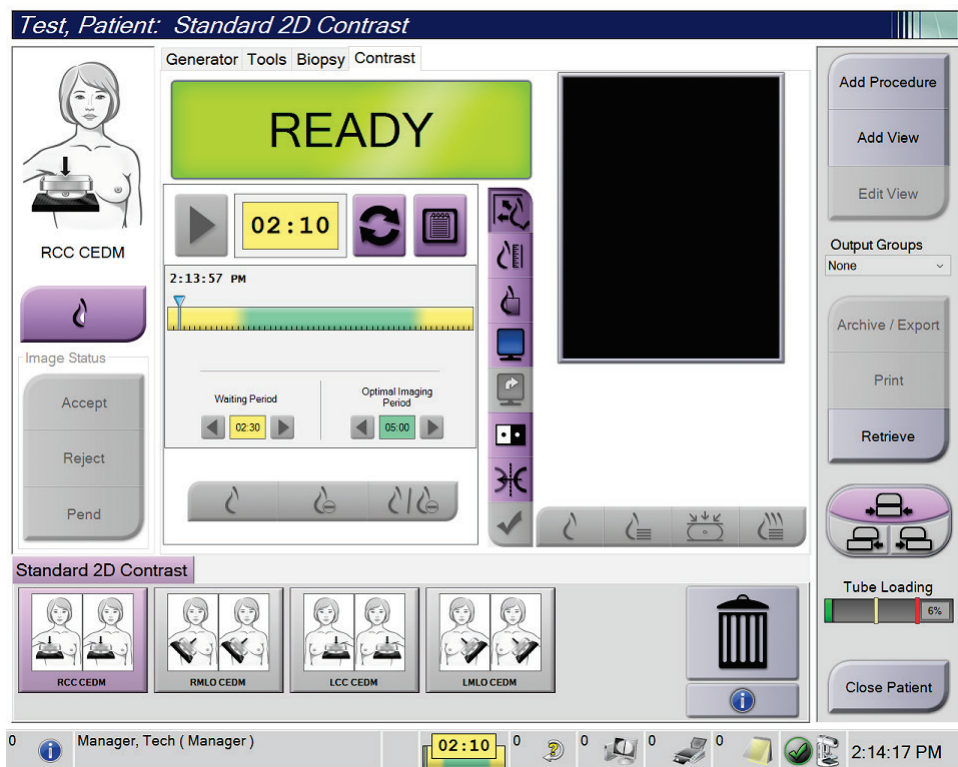 Test, Patient: Standard 2D Contrast
Generator Tools Biopsy Contrast
READY
RCC CEDM
02:10
2:13:57 PM
Waiting Period
Optimal Imaging
Period
02:30
05:00
Image Status
Accept
Reject
Pend
Add Procedure
Add View
Edit View
Output Groups
None
Archive / Export
Print
Retrieve
Tube Loading
6%
Close Patient
Standard 2D Contrast
RCC CEDM
RMLO CEDM
LCC CEDM
LMLO CEDM
0
Manager, Tech ( Manager )
02:10
0
0
0
0
2:14:17 PM